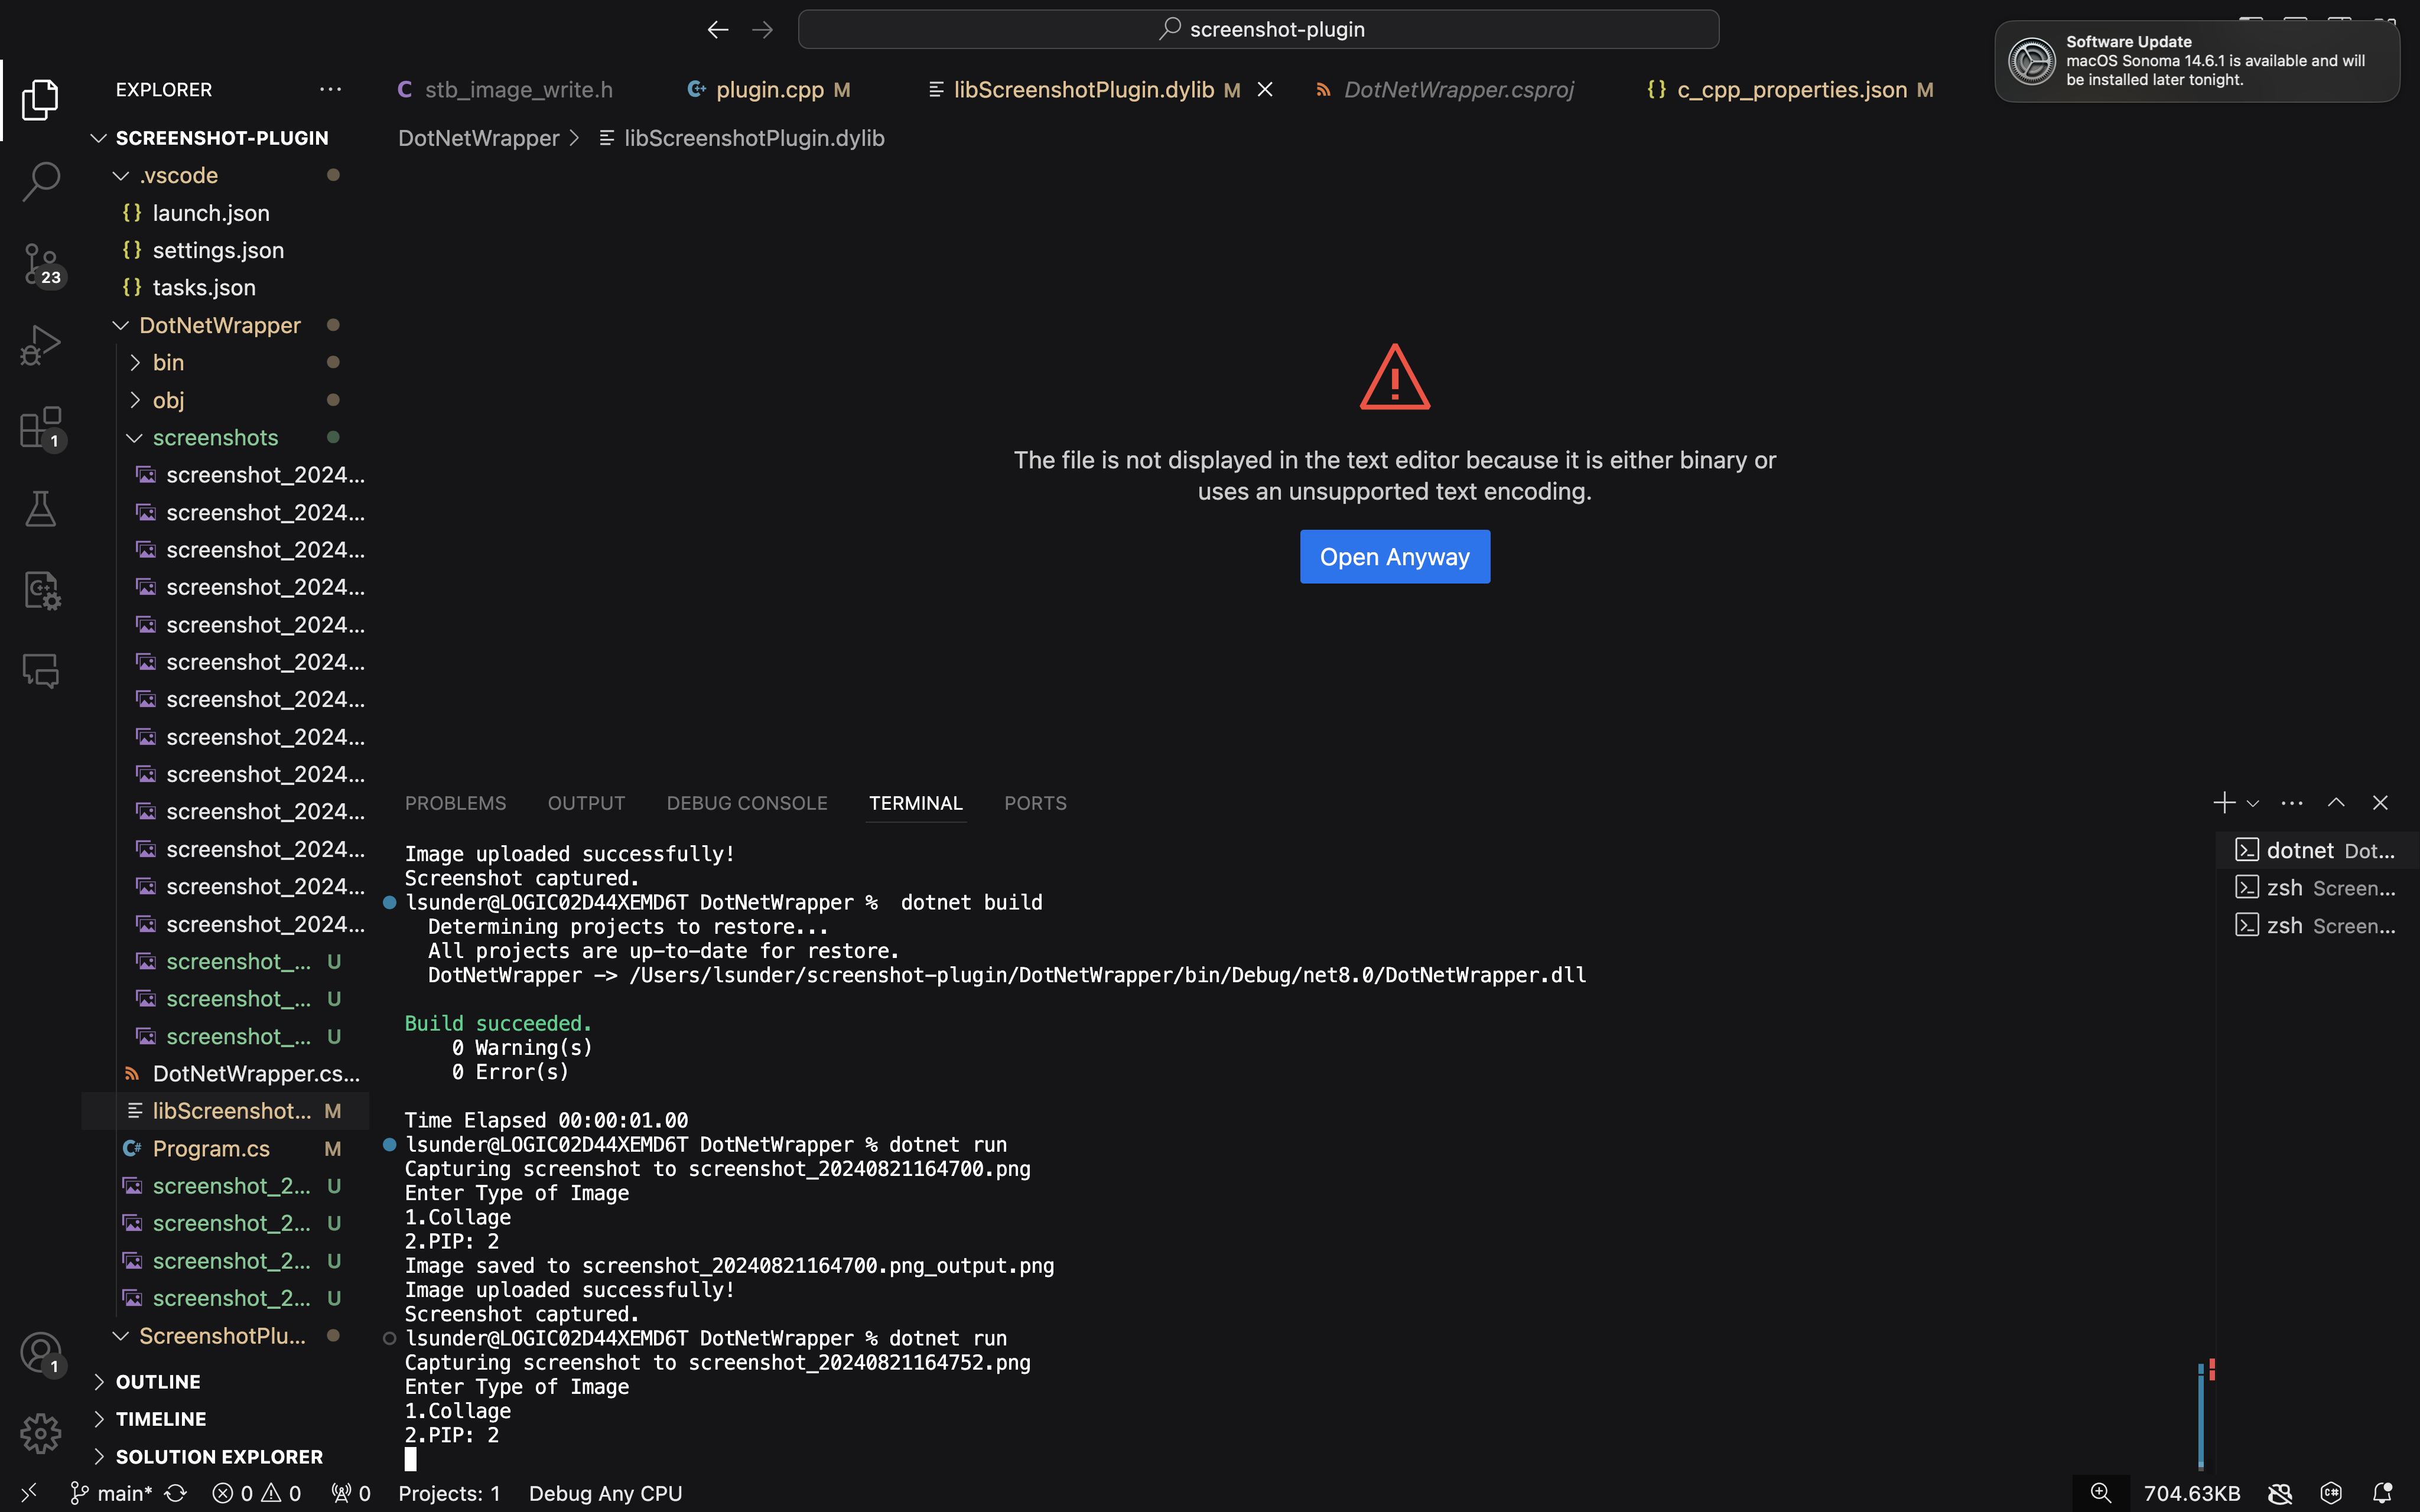 screenshot-plugin
Software Update
macOS Sonoma 14.6.1 is available and will
be installed later tonight.
EXPLORER
stb_image_write.h
plugin.cpp M
libScreenshotPlugin.dylib M
DotNetWrapper.csproj
c_cpp_properties.json M
SCREENSHOT-PLUGIN
DotNetWrapper > libScreenshotPlugin.dylib
.vscode
launch.json
settings.json
tasks.json
23
DotNetWrapper
bin
obj
1
screenshots
screenshot_2024...
screenshot_2024...
screenshot_2024...
screenshot_2024...
screenshot_2024...
screenshot_2024...
screenshot_2024...
screenshot_2024...
screenshot_2024...
screenshot_2024...
screenshot_2024...
screenshot_2024...
screenshot_2024...
screenshot_... U
screenshot_... U
screenshot_... U
DotNetWrapper.cs...
libScreenshot... M
Program.cs M
screenshot_2... U
screenshot_2... U
screenshot_2... U
screenshot_2... U
ScreenshotPlu...
1
OUTLINE
TIMELINE
SOLUTION EXPLORER
The file is not displayed in the text editor because it is either binary or
uses an unsupported text encoding.
Open Anyway
PROBLEMS OUTPUT DEBUG CONSOLE TERMINAL PORTS
Image uploaded successfully!
Screenshot captured.
lsunder@LOGIC02D44XEMD6T DotNetWrapper %  dotnet build
Determining projects to restore...
All projects are up-to-date for restore.
DotNetWrapper -> /Users/lsunder/screenshot-plugin/DotNetWrapper/bin/Debug/net8.0/DotNetWrapper.dll
Build succeeded.
0 Warning(s)
0 Error(s)
Time Elapsed 00:00:01.00
lsunder@LOGIC02D44XEMD6T DotNetWrapper % dotnet run
Capturing screenshot to screenshot_20240821164700.png
Enter Type of Image
1.Collage
2.PIP: 2
Image saved to screenshot_20240821164700.png_output.png
Image uploaded successfully!
Screenshot captured.
lsunder@LOGIC02D44XEMD6T DotNetWrapper % dotnet run
Capturing screenshot to screenshot_20240821164752.png
Enter Type of Image
1.Collage
2.PIP: 2
dotnet Dot...
zsh Screen...
zsh Screen...
main* 0 0 0 Projects: 1 Debug Any CPU 704.63KB